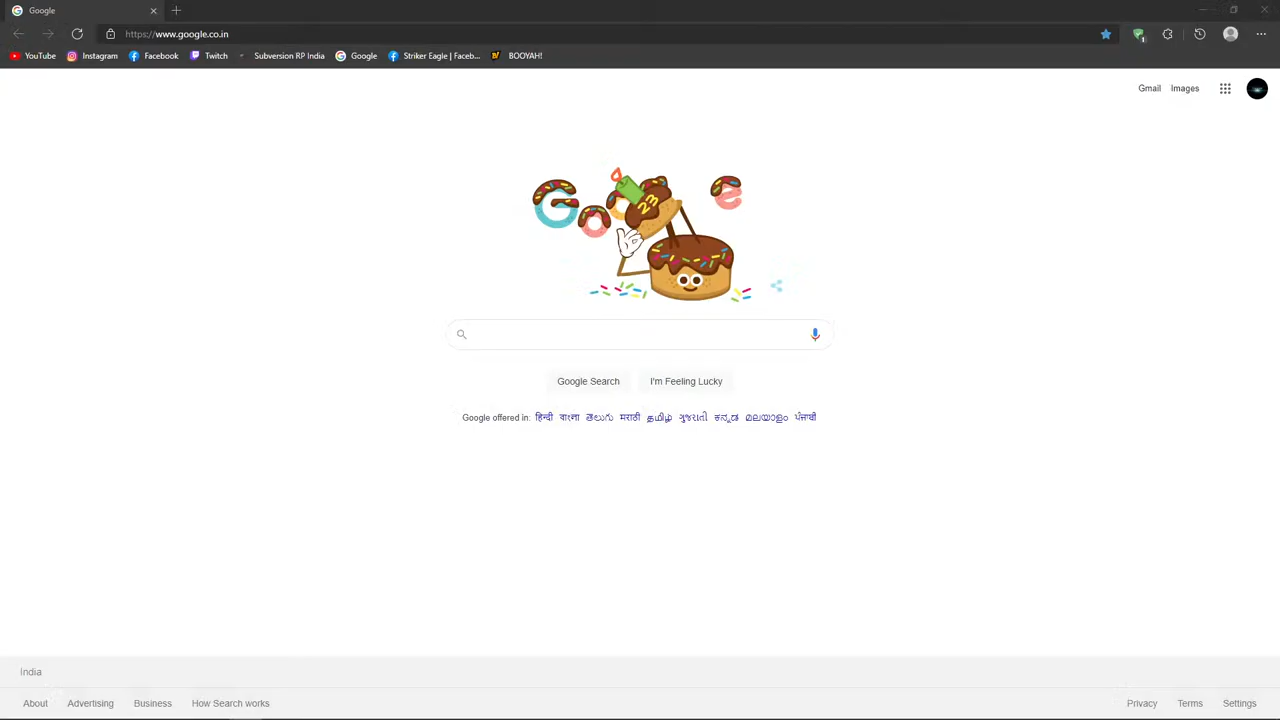 Google
https://www.google.co.in
YouTube Instagram Facebook Twitch Subversion RP India Google Striker Eagle | Faceb... BOOYAH!
Gmail Images
Goo e
23
Google Search I'm Feeling Lucky
Google offered in: हिन्दी বাংলা తెలుగు मराठी தமிழ் ગુજરાતી ಕನ್ನಡ മലയാളം ਪੰਜਾਬੀ
India
About Advertising Business How Search works Privacy Terms Settings